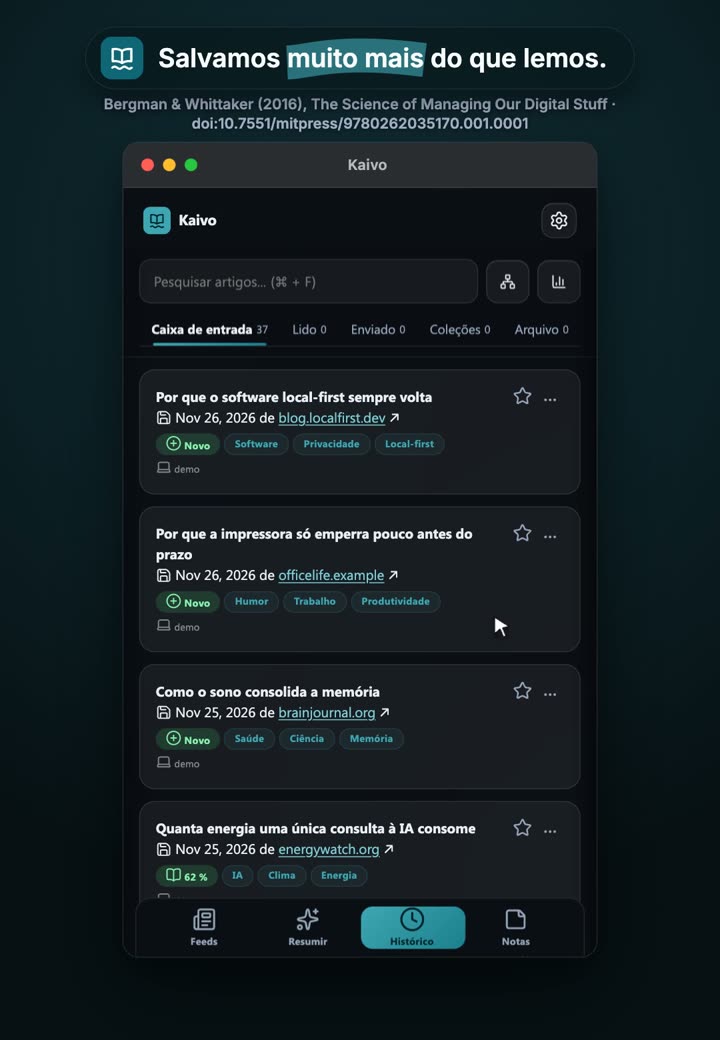 Salvamos muito mais do que lemos.
Bergman & Whittaker (2016), The Science of Managing Our Digital Stuff ·
doi:10.7551/mitpress/9780262035170.001.0001
Kaivo
Kaivo
Pesquisar artigos... (⌘ + F)
Caixa de entrada 37 Lido 0 Enviado 0 Coleções 0 Arquivo 0
Por que o software local-first sempre volta
Nov 26, 2026 de blog.localfirst.dev ↗
Novo Software Privacidade Local-first
demo
Por que a impressora só emperra pouco antes do
prazo
Nov 26, 2026 de officelife.example ↗
Novo Humor Trabalho Produtividade
demo
Como o sono consolida a memória
Nov 25, 2026 de brainjournal.org ↗
Novo Saúde Ciência Memória
demo
Quanta energia uma única consulta à IA consome
Nov 25, 2026 de energywatch.org ↗
62 % IA Clima Energia
Feeds Resumir Histórico Notas